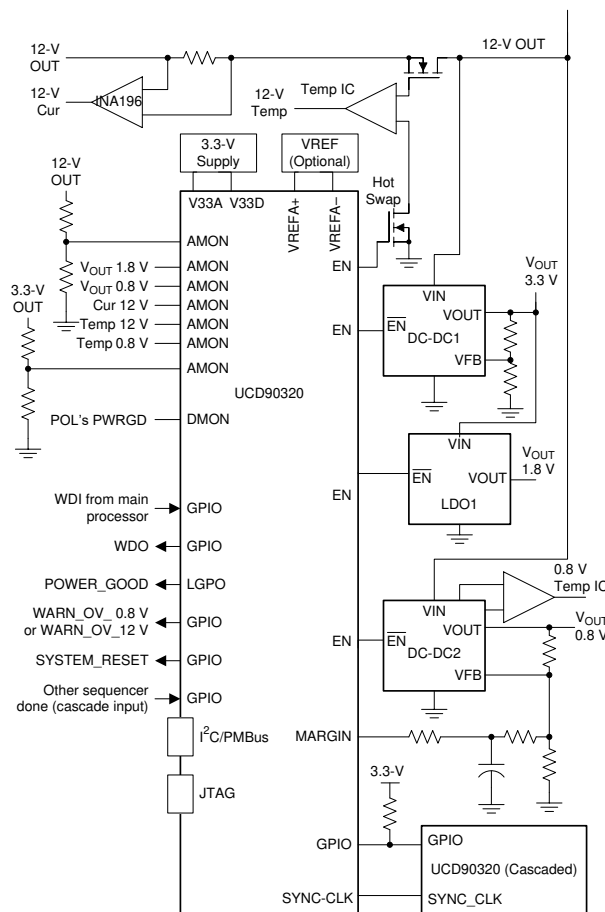 12-V
OUT
12-V OUT
INA196
12-V
Cur
Temp IC
12-V
Temp
3.3-V
Supply
VREF
(Optional)
Hot
Swap
12-V
OUT
V33A V33D
VREFA+
VREFA–
AMON
EN
VOUT 1.8 V
AMON
VOUT 0.8 V
AMON
Cur 12 V
AMON
Temp 12 V
AMON
Temp 0.8 V
AMON
3.3-V
OUT
AMON
UCD90320
POL's PWRGD
DMON
VOUT
3.3 V
VIN
VOUT
EN
EN
DC-DC1
VFB
VIN
VOUT
1.8 V
VOUT
EN
EN
LDO1
WDI from main
processor
GPIO
WDO
GPIO
POWER_GOOD
LGPO
WARN_OV_ 0.8 V
or WARN_OV_12 V
GPIO
SYSTEM_RESET
GPIO
Other sequencer
done (cascade input)
GPIO
0.8 V
Temp IC
VIN
VOUT
VOUT
0.8 V
EN
EN
DC-DC2
VFB
I2C/PMBus
MARGIN
JTAG
3.3-V
GPIO
GPIO
UCD90320 (Cascaded)
SYNC-CLK
SYNC_CLK